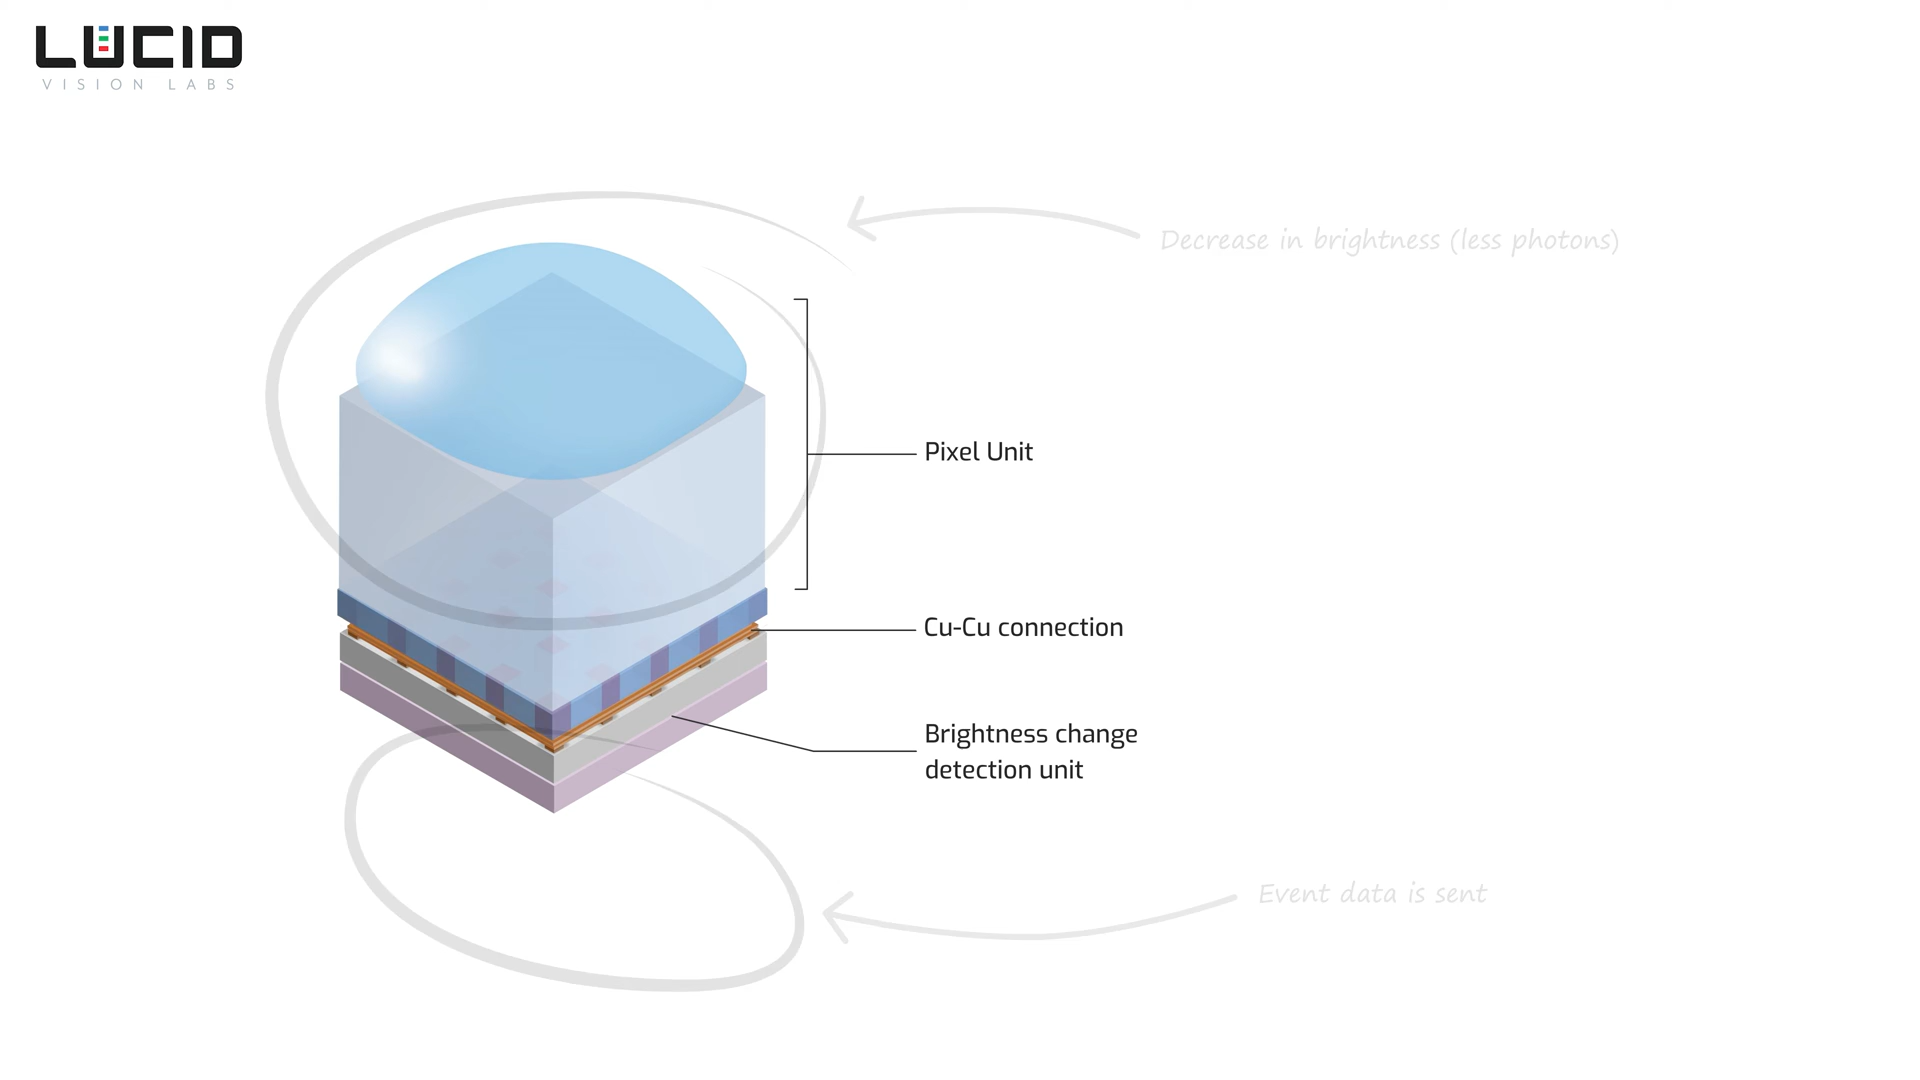 LUCID
VISION LABS
Decrease in brightness (less photons)
Pixel Unit
Cu-Cu connection
Brightness change
detection unit
Event data is sent